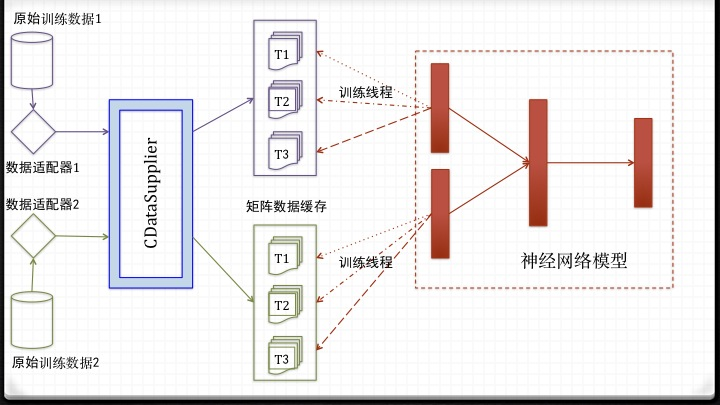 原始训练数据1
数据适配器1
数据适配器2
原始训练数据2
CDataSupplier
T1
T2
T3
矩阵数据缓存
T1
T2
T3
训练线程
训练线程
神经网络模型